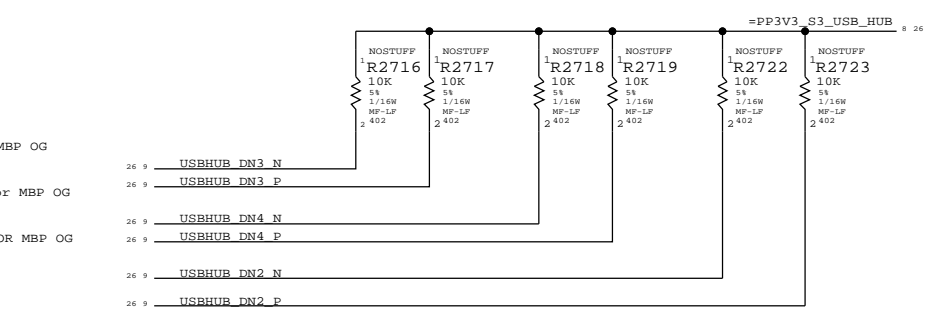 =PP3V3_S3_USB_HUB 8 26
NOSTUFF NOSTUFF NOSTUFF NOSTUFF NOSTUFF NOSTUFF
1 R2716 1 R2717 1 R2718 1 R2719 1 R2722 1 R2723
10K 10K 10K 10K 10K 10K
5% 5% 5% 5% 5% 5%
1/16W 1/16W 1/16W 1/16W 1/16W 1/16W
MF-LF MF-LF MF-LF MF-LF MF-LF MF-LF
2 402 2 402 2 402 2 402 2 402 2 402
MBP OG
26 9 USBHUB_DN3_N
26 9 USBHUB_DN3_P
or MBP OG
26 9 USBHUB_DN4_N
OR MBP OG 26 9 USBHUB_DN4_P
26 9 USBHUB_DN2_N
26 9 USBHUB_DN2_P